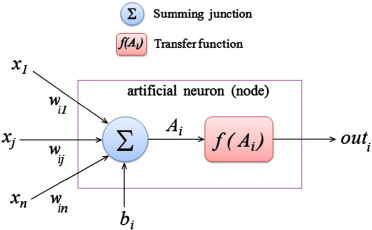 Σ Summing junction
f(Ai) Transfer function
artificial neuron (node)
x1
wi1
xj
wij
xn
win
Σ
Ai
f(Ai)
outi
bi